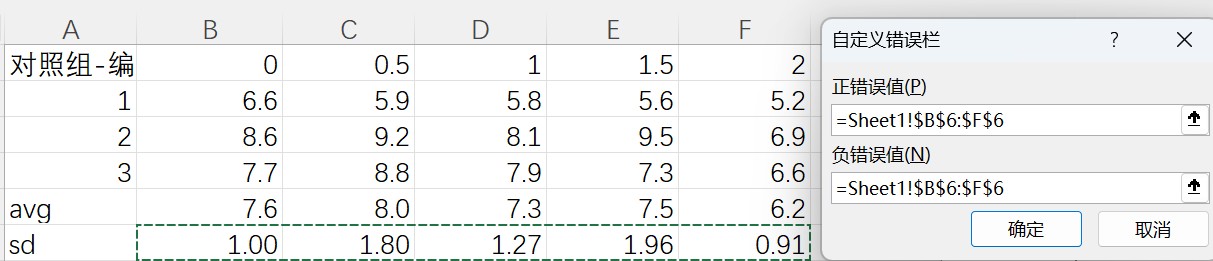 A B C D E F
对照组-编 0 0.5 1 1.5 2
1 6.6 5.9 5.8 5.6 5.2
2 8.6 9.2 8.1 9.5 6.9
3 7.7 8.8 7.9 7.3 6.6
avg 7.6 8.0 7.3 7.5 6.2
sd 1.00 1.80 1.27 1.96 0.91
自定义错误栏 ?
正错误值(P)
=Sheet1!$B$6:$F$6
负错误值(N)
=Sheet1!$B$6:$F$6
确定 取消